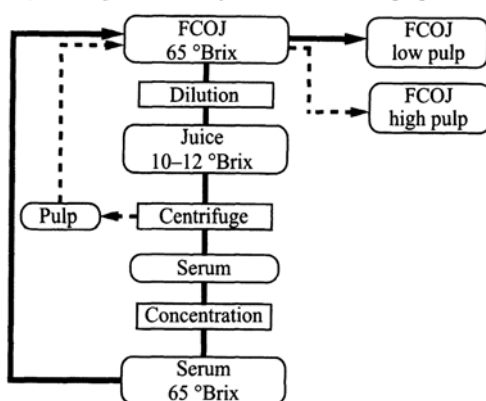 FCOJ
65 °Brix
FCOJ
low pulp
Dilution
FCOJ
high pulp
Juice
10–12 °Brix
Pulp
Centrifuge
Serum
Concentration
Serum
65 °Brix